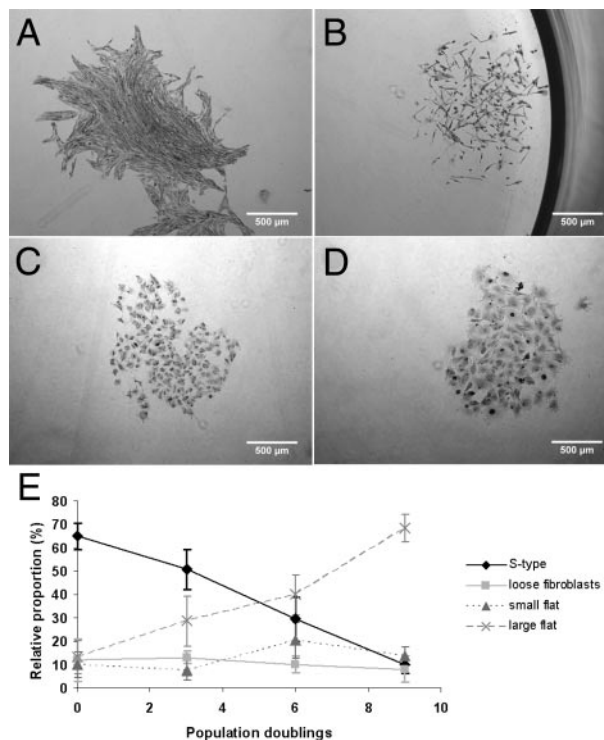 A
B
500 µm
500 µm
C
D
500 µm
500 µm
E
80
70
60
50
40
30
20
10
0
Relative proportion (%)
0 2 4 6 8 10
Population doublings
S-type
loose fibroblasts
small flat
large flat